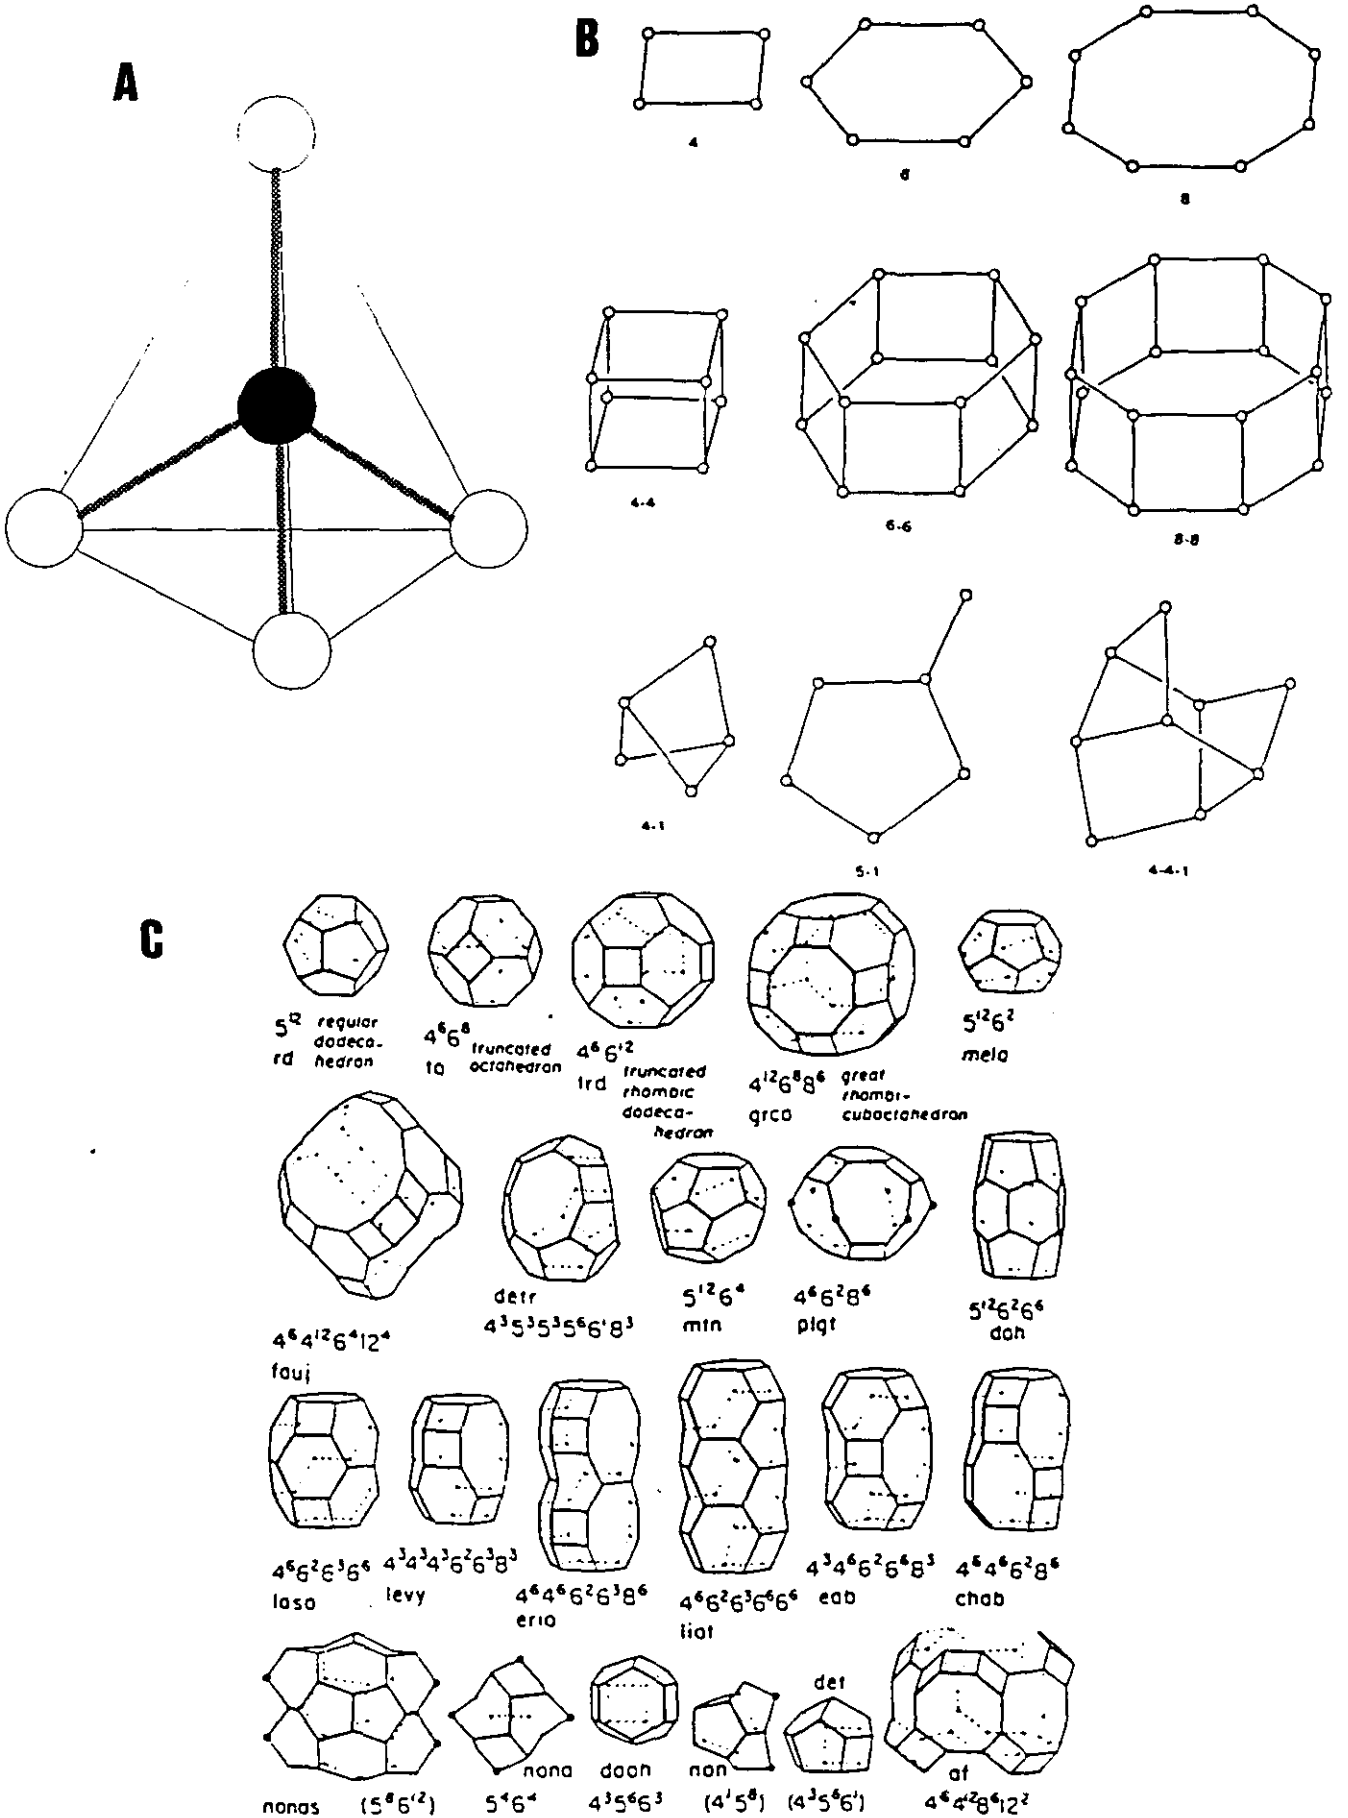 A
B
4
6
8
4-4
6-6
8-8
4-1
5-1
4-4-1
C
5¹² regular dodeca-hedron
rd
4⁶6⁸ truncated octahedron
to
4⁶6¹² truncated rhombic dodeca-hedron
trd
4¹²6⁸8⁶ great rhombi-cuboctahedron
grco
5¹²6²
mela
4⁶4¹²6⁴12⁴
fauj
detr
4³5³5³5⁶6¹8³
5¹²6⁴
mtn
4⁶6²8⁶
plgt
5¹²6²6⁶
doh
4⁶6²6³6⁶
loso
4³4³4³6²6³8³
levy
4⁶4⁶6²6³8⁶
erio
4⁶6²6³6⁶6⁶
liot
4³4⁶6²6⁶8³
eab
4⁶4⁶6²8⁶
chab
nonas (5⁸6¹²)
nona
5⁴6⁴
dooh
4³5⁶6³
non
(4¹5⁸)
det
(4³5⁶6¹)
af
4⁶4¹²8⁶12²